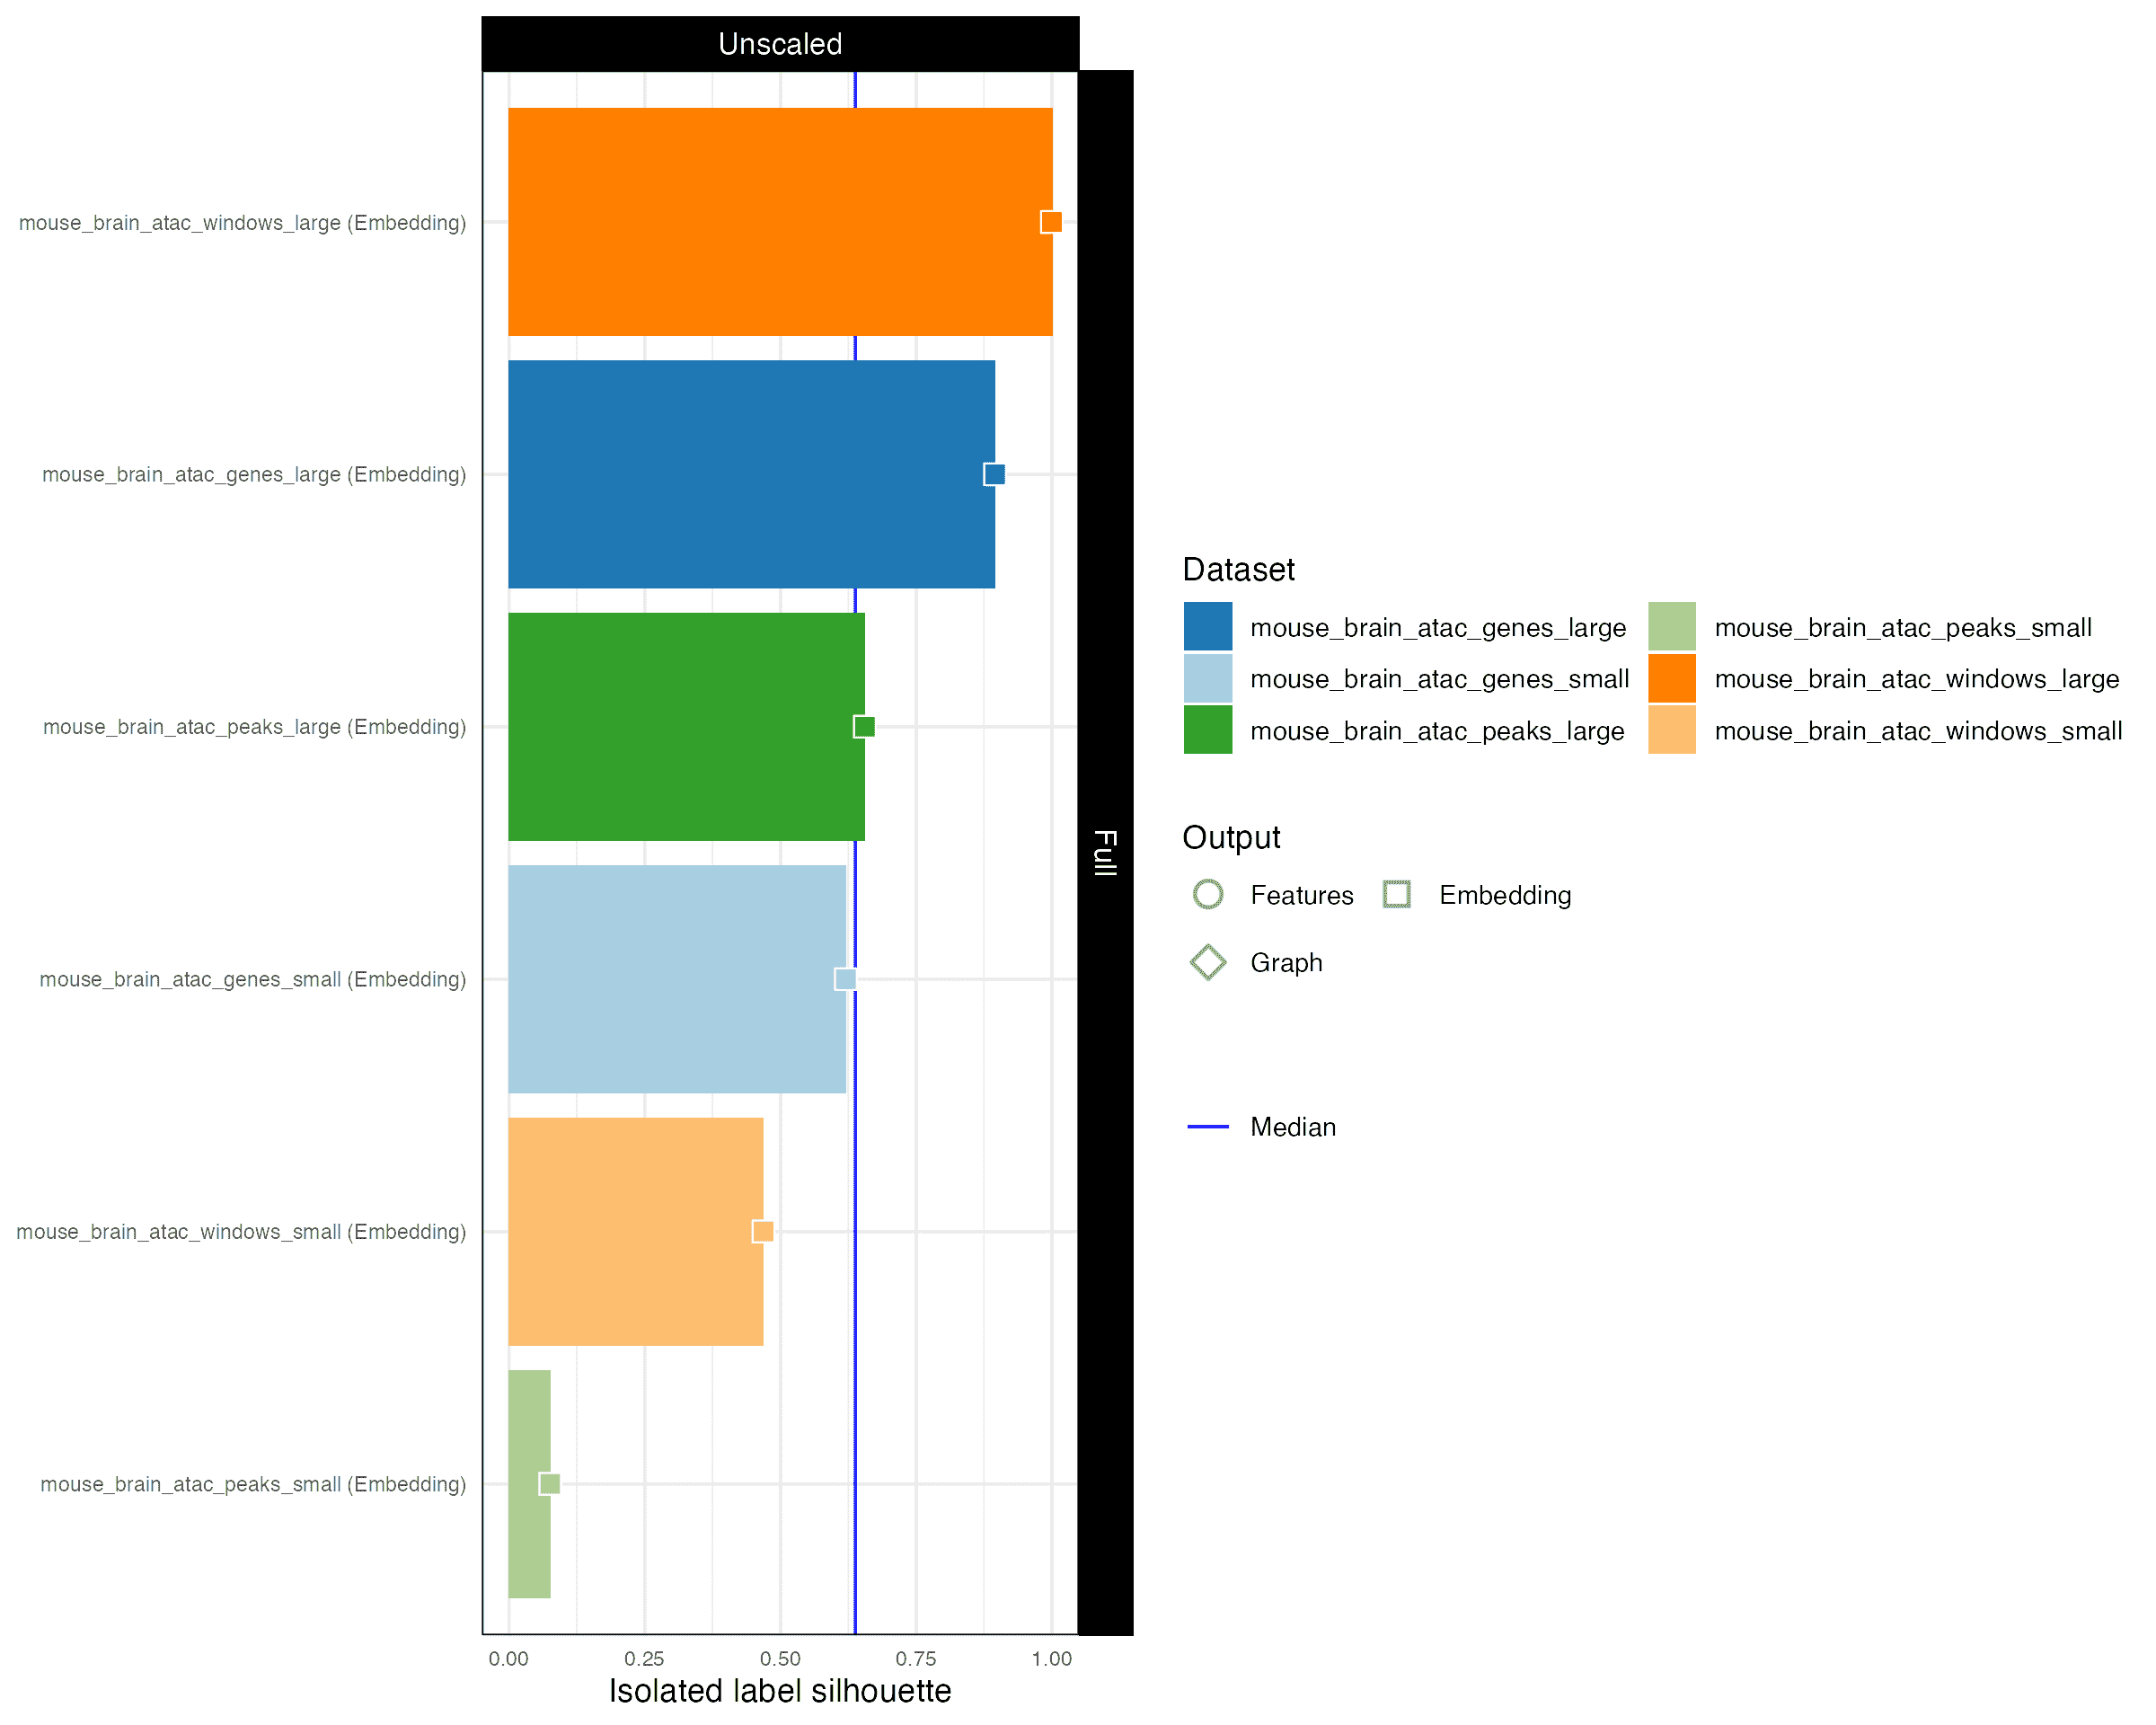 Unscaled
mouse_brain_atac_windows_large (Embedding)
mouse_brain_atac_genes_large (Embedding)
mouse_brain_atac_peaks_large (Embedding)
mouse_brain_atac_genes_small (Embedding)
mouse_brain_atac_windows_small (Embedding)
mouse_brain_atac_peaks_small (Embedding)
0.00 0.25 0.50 0.75 1.00
Isolated label silhouette
Full
Dataset
mouse_brain_atac_genes_large mouse_brain_atac_peaks_small
mouse_brain_atac_genes_small mouse_brain_atac_windows_large
mouse_brain_atac_peaks_large mouse_brain_atac_windows_small
Output
Features Embedding
Graph
Median